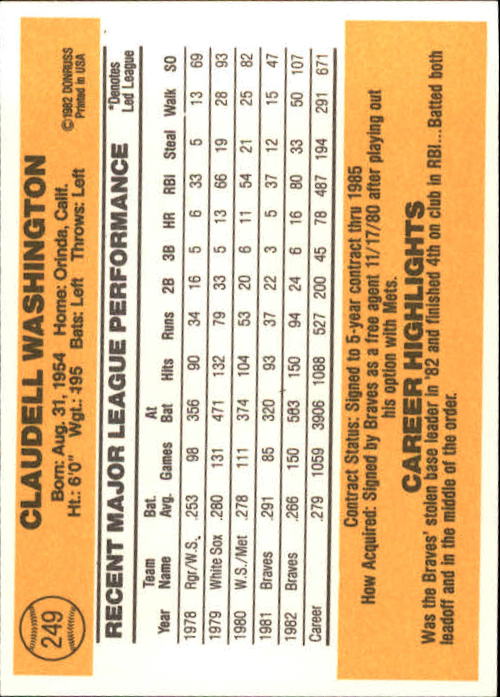 249
CLAUDELL WASHINGTON
Born: Aug. 31, 1954 Home: Orinda, Calif.
Ht.: 6'0" Wgt.: 195 Bats: Left Throws: Left
©1982 DONRUSS
Printed in USA
RECENT MAJOR LEAGUE PERFORMANCE
*Denotes
Led League
Year Team Name Bat. Avg. Games At Bat Hits Runs 2B 3B HR RBI Steal Walk SO
1978 Rgr/W.S. .253 98 356 90 34 16 5 6 33 5 13 69
1979 White Sox .280 131 471 132 79 33 5 13 66 19 28 93
1980 W.S./Met .278 111 374 104 53 20 6 11 54 21 25 82
1981 Braves .291 85 320 93 37 22 3 5 37 12 15 47
1982 Braves .266 150 563 150 94 24 6 16 80 33 50 107
Career .279 1059 3906 1088 527 200 45 78 487 194 291 671
Contract Status: Signed to 5-year contract thru 1985
How Acquired: Signed by Braves as a free agent 11/17/80 after playing out
his option with Mets.
CAREER HIGHLIGHTS
Was the Braves' stolen base leader in '82 and finished 4th on club in RBI...Batted both
leadoff and in the middle of the order.